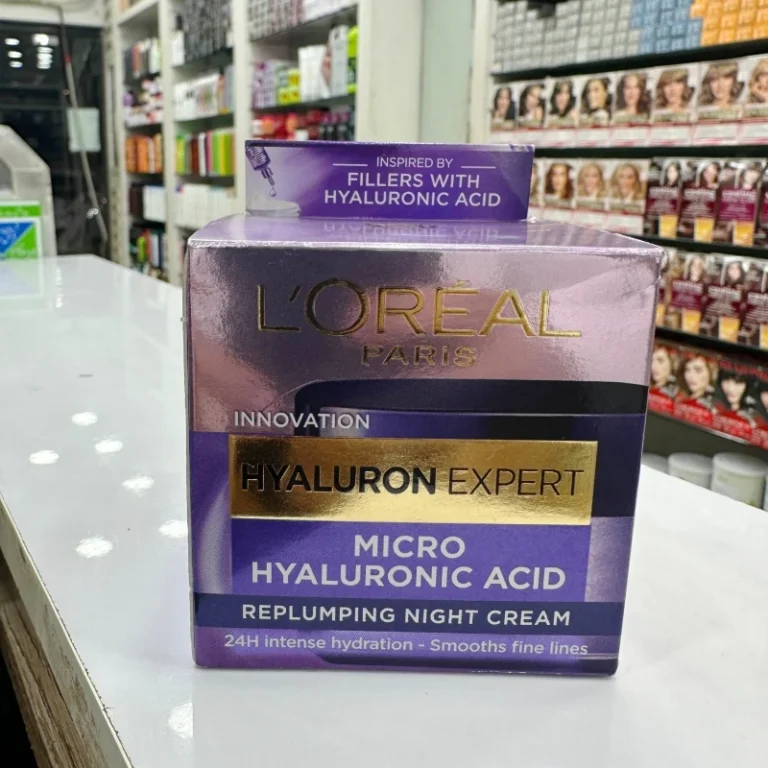 INSPIRED BY
FILLERS WITH
HYALURONIC ACID
L'ORÉAL
PARIS
INNOVATION
HYALURON EXPERT
MICRO
HYALURONIC ACID
REPLUMPING NIGHT CREAM
24H intense hydration - Smooths fine lines